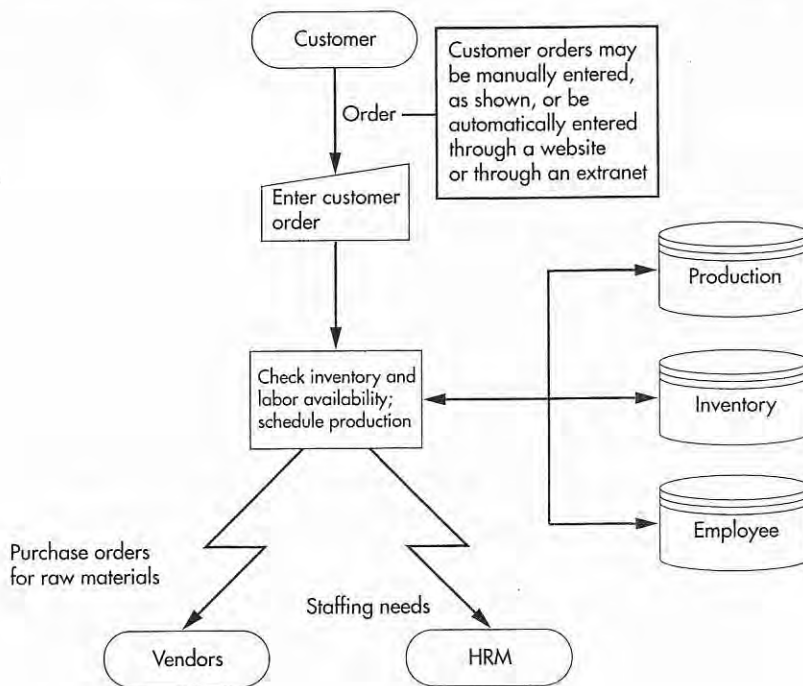 Customer
Customer orders may
be manually entered,
as shown, or be
automatically entered
through a website
or through an extranet
Order
Enter customer
order
Production
Check inventory and
labor availability;
schedule production
Inventory
Employee
Purchase orders
for raw materials
Staffing needs
Vendors
HRM